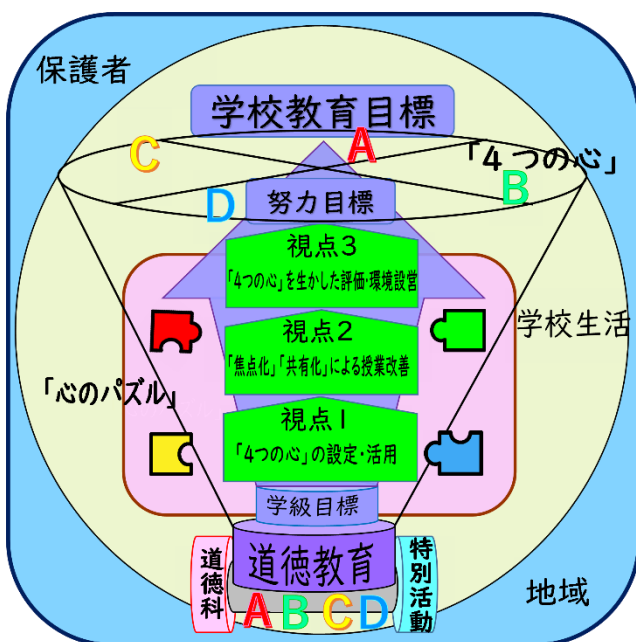 保護者
学校教育目標
C
A
「4つの心」
D
B
努力目標
視点3
「4つの心」を生かした評価・環境設営
学校生活
視点2
「焦点化」「共有化」による授業改善
「心のパズル」
視点1
「4つの心」の設定・活用
学級目標
道徳教育
道徳科
特別活動
A B C D
地域